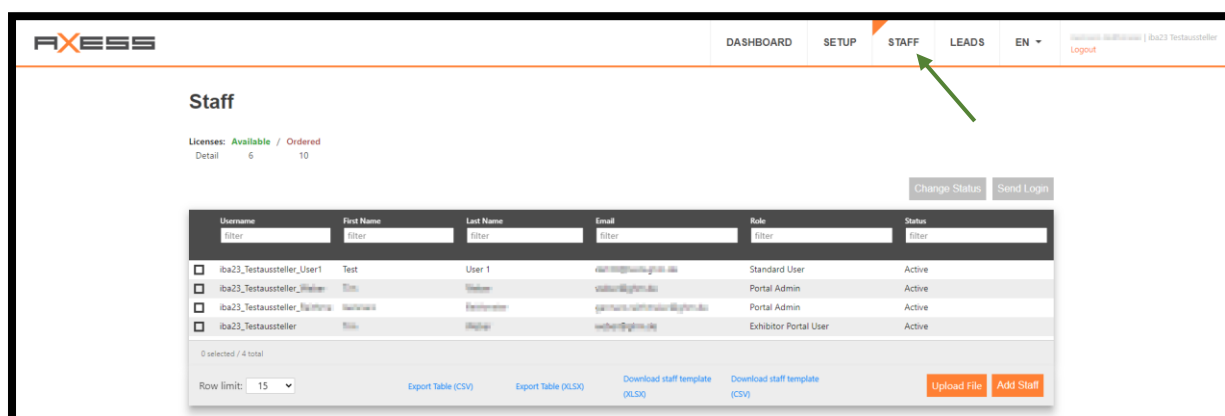 AXESS
DASHBOARD SETUP STAFF LEADS EN
| iba23 Testaussteller
Logout
Staff
Licenses: Available / Ordered
Detail 6 10
Change Status Send Login
Username First Name Last Name Email Role Status
filter filter filter filter filter filter
iba23_Testaussteller_User1 Test User 1 Standard User Active
iba23_Testaussteller_ Portal Admin Active
iba23_Testaussteller_ Portal Admin Active
iba23_Testaussteller Exhibitor Portal User Active
0 selected / 4 total
Row limit: 15 Export Table (CSV) Export Table (XLSX) Download staff template (XLSX) Download staff template (CSV) Upload File Add Staff